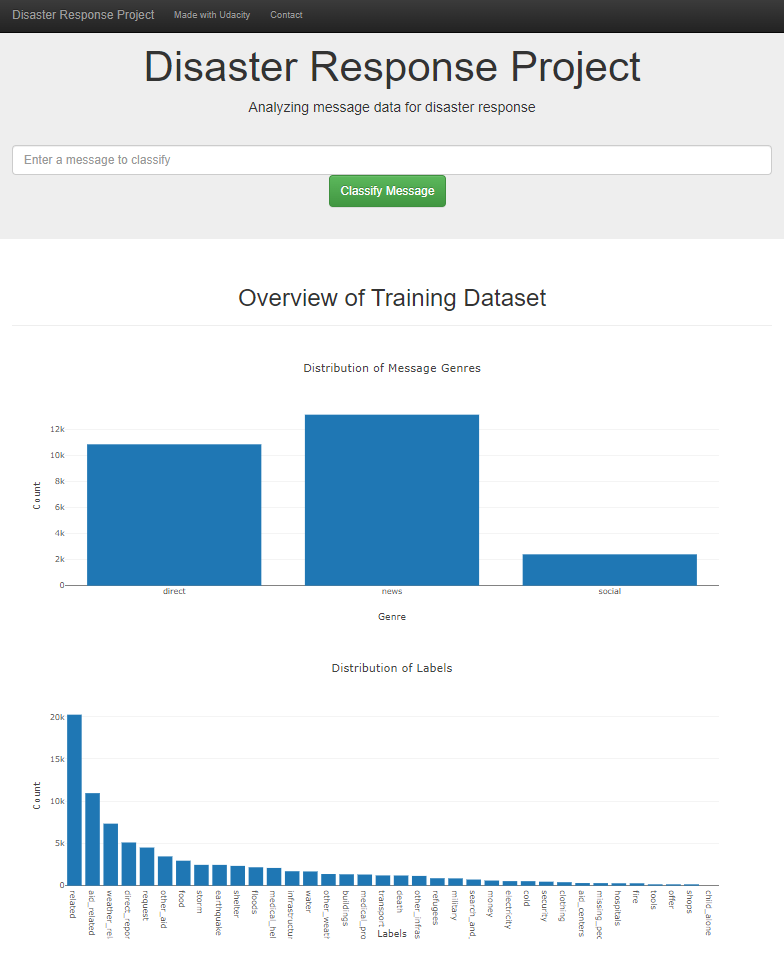 Disaster Response Project Made with Udacity Contact
Disaster Response Project
Analyzing message data for disaster response
Enter a message to classify
Classify Message
Overview of Training Dataset
Distribution of Message Genres
12k
10k
8k
6k
4k
2k
0
Count
direct news social
Genre
Distribution of Labels
20k
15k
10k
5k
0
Count
related
aid_related
weather_rel
direct_repor
request
other_aid
food
storm
earthquake
shelter
floods
medical_hel
infrastructur
water
other_weath
buildings
medical_pro
transport
death
other_infras
refugees
military
search_and_
money
electricity
cold
security
clothing
aid_centers
missing_peo
hospitals
fire
tools
offer
shops
child_alone
Labels